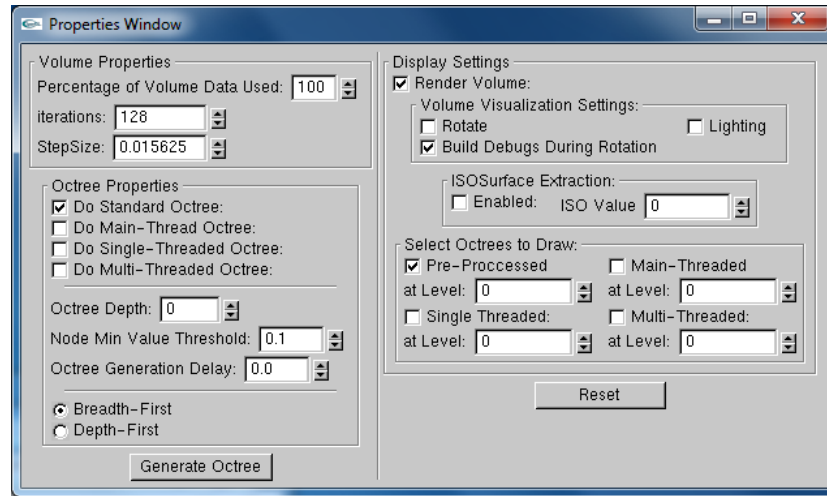 Properties Window
Volume Properties
Percentage of Volume Data Used: 100
iterations: 128
StepSize: 0.015625
Octree Properties
Do Standard Octree:
Do Main-Thread Octree:
Do Single-Threaded Octree:
Do Multi-Threaded Octree:
Octree Depth: 0
Node Min Value Threshold: 0.1
Octree Generation Delay: 0.0
Breadth-First
Depth-First
Generate Octree
Display Settings
Render Volume:
Volume Visualization Settings:
Rotate Lighting
Build Debugs During Rotation
ISOSurface Extraction:
Enabled: ISO Value 0
Select Octrees to Draw:
Pre-Proccessed Main-Threaded
at Level: 0 at Level: 0
Single Threaded: Multi-Threaded:
at Level: 0 at Level: 0
Reset